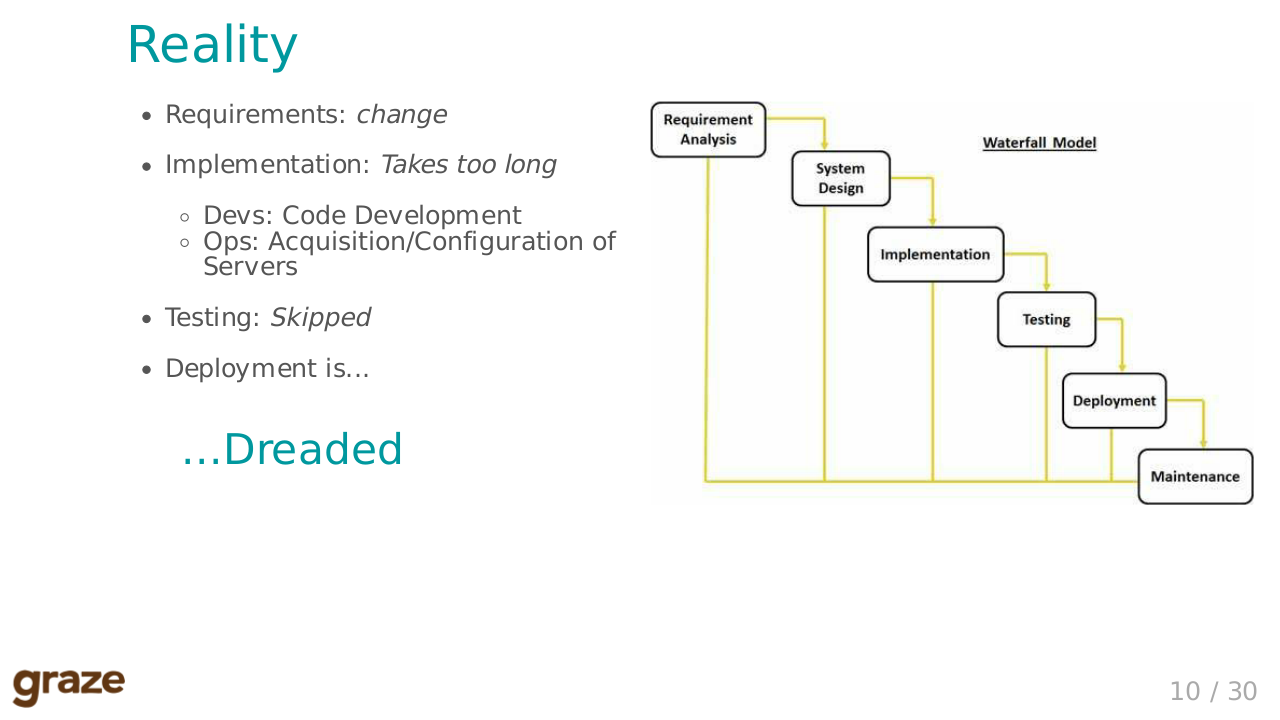 Reality
• Requirements: change
• Implementation: Takes too long
◦ Devs: Code Development
◦ Ops: Acquisition/Configuration of
Servers
• Testing: Skipped
• Deployment is...
...Dreaded
Requirement
Analysis
Waterfall Model
System
Design
Implementation
Testing
Deployment
Maintenance
graze
10 / 30